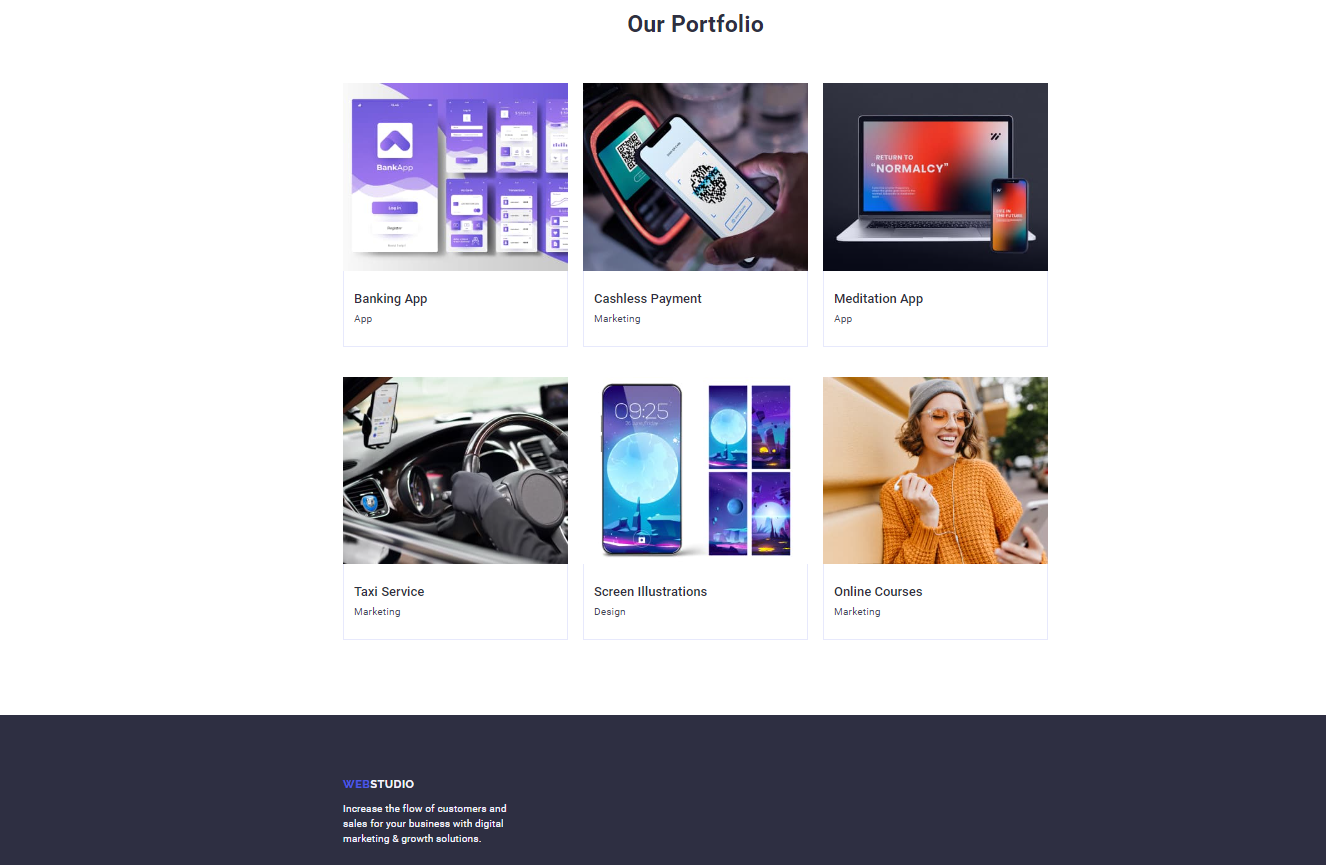 Our Portfolio
BankApp
Log in
Register
RETURN TO
"NORMALCY"
THE FUTURE
Banking App
App
Cashless Payment
Marketing
Meditation App
App
09:25
Taxi Service
Marketing
Screen Illustrations
Design
Online Courses
Marketing
WEBSTUDIO
Increase the flow of customers and
sales for your business with digital
marketing & growth solutions.